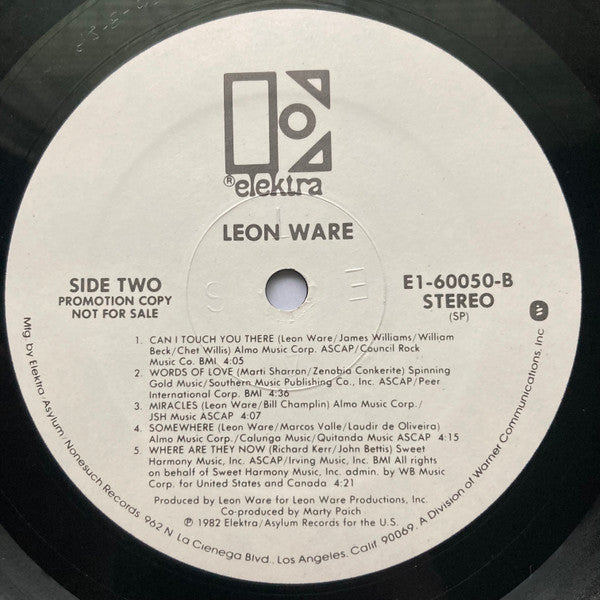 ® elektra
LEON WARE
SIDE TWO
PROMOTION COPY
NOT FOR SALE
E1-60050-B
STEREO
(SP)
1. CAN I TOUCH YOU THERE (Leon Ware/James Williams/William
Beck/Chet Willis) Almo Music Corp. ASCAP/Council Rock
Music Co. BMI 4:05
2. WORDS OF LOVE (Marti Sharron/Zenobia Conkerite) Spinning
Gold Music/Southern Music Publishing Co., Inc. ASCAP/Peer
International Corp. BMI 4:36
3. MIRACLES (Leon Ware/Bill Champlin) Almo Music Corp./
JSH Music ASCAP 4:07
4. SOMEWHERE (Leon Ware/Marcos Valle/Laudir de Oliveira)
Almo Music Corp./Calunga Music/Quitanda Music ASCAP 4:15
5. WHERE ARE THEY NOW (Richard Kerr/John Bettis) Sweet
Harmony Music, Inc. ASCAP/Irving Music, Inc. BMI All rights
on behalf of Sweet Harmony Music, Inc. admin. by WB Music
Corp. for United States and Canada 4:21
Produced by Leon Ware for Leon Ware Productions, Inc.
Co-produced by Marty Paich
℗ 1982 Elektra/Asylum Records for the U.S.
Mfg by Elektra/Asylum/Nonesuch Records 962 N. La Cienega Blvd., Los Angeles, Calif 90069. A Division of Warner Communications, Inc